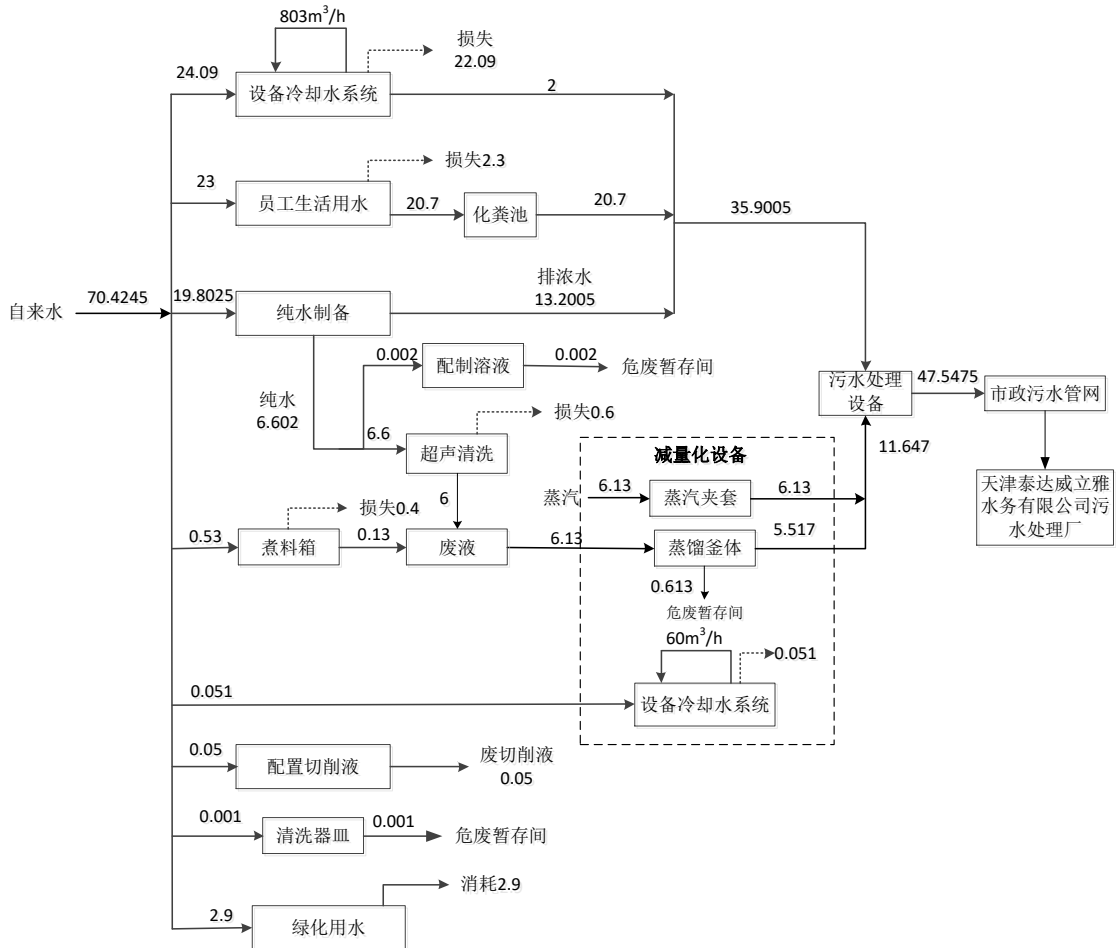 803m³/h
损失
22.09
24.09
设备冷却水系统
2
损失2.3
23
员工生活用水
20.7
化粪池
20.7
35.9005
自来水
70.4245
19.8025
纯水制备
排浓水
13.2005
0.002
配制溶液
0.002
危废暂存间
纯水
6.602
6.6
超声清洗
损失0.6
污水处理
设备
47.5475
市政污水管网
11.647
天津泰达威立雅
水务有限公司污
水处理厂
减量化设备
蒸汽
6.13
蒸汽夹套
6.13
6
损失0.4
0.53
煮料箱
0.13
废液
6.13
蒸馏釜体
5.517
0.613
危废暂存间
60m³/h
0.051
0.051
设备冷却水系统
0.05
配置切削液
废切削液
0.05
0.001
清洗器皿
0.001
危废暂存间
消耗2.9
2.9
绿化用水